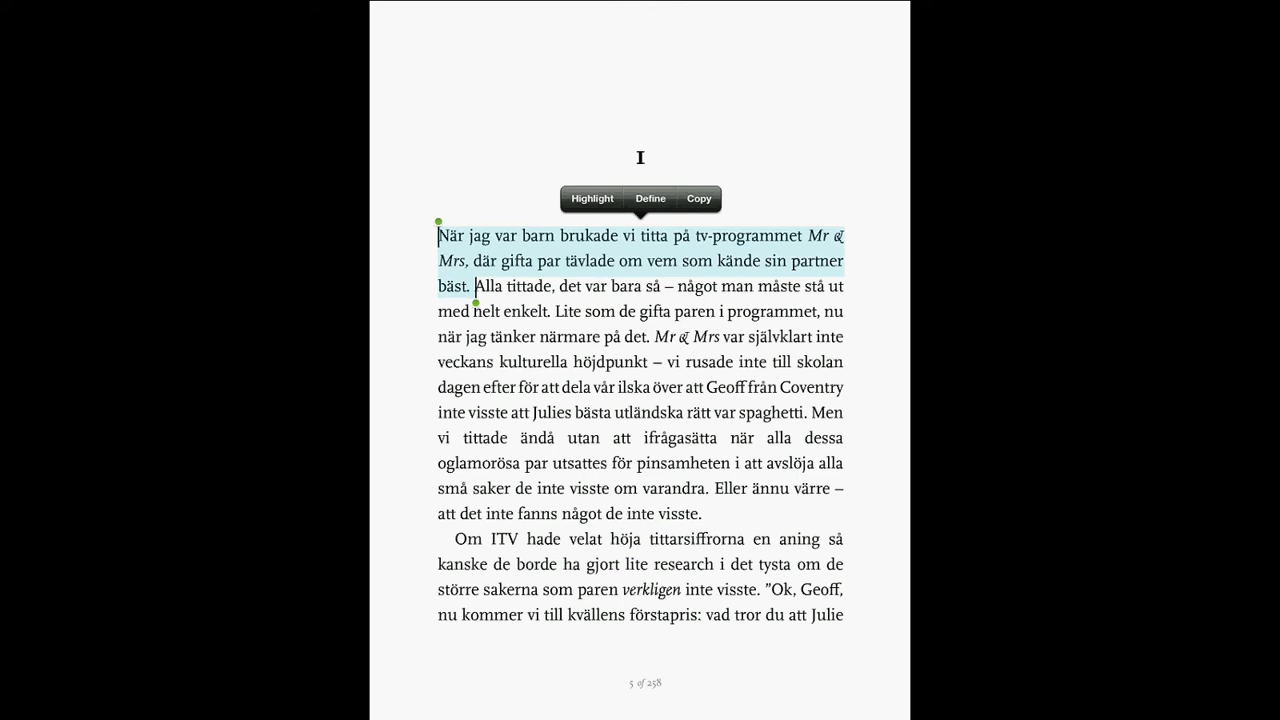 I
Highlight Define Copy
När jag var barn brukade vi titta på tv-programmet Mr &
Mrs, där gifta par tävlade om vem som kände sin partner
bäst. Alla tittade, det var bara så – något man måste stå ut
med helt enkelt. Lite som de gifta paren i programmet, nu
när jag tänker närmare på det. Mr & Mrs var självklart inte
veckans kulturella höjdpunkt – vi rusade inte till skolan
dagen efter för att dela vår ilska över att Geoff från Coventry
inte visste att Julies bästa utländska rätt var spaghetti. Men
vi tittade ändå utan att ifrågasätta när alla dessa
oglamorösa par utsattes för pinsamheten i att avslöja alla
små saker de inte visste om varandra. Eller ännu värre –
att det inte fanns något de inte visste.
Om ITV hade velat höja tittarsiffrorna en aning så
kanske de borde ha gjort lite research i det tysta om de
större sakerna som paren verkligen inte visste. ”Ok, Geoff,
nu kommer vi till kvällens förstapris: vad tror du att Julie
5 of 258